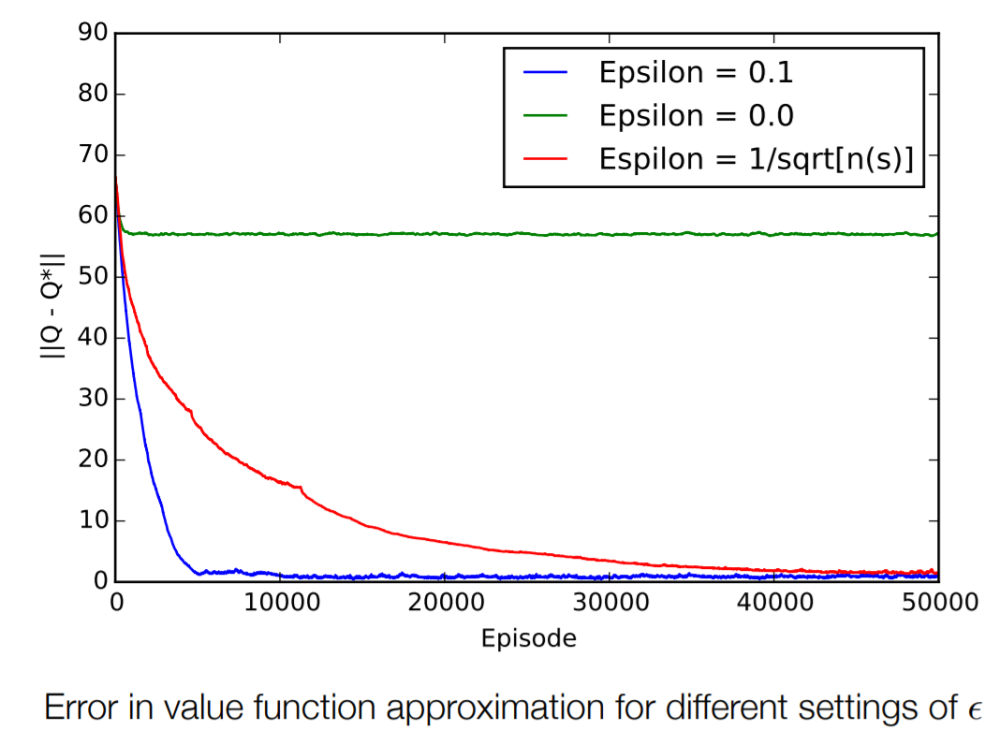 90
80
70
60
50
40
30
20
10
0
||Q - Q*||
Epsilon = 0.1
Epsilon = 0.0
Espilon = 1/sqrt[n(s)]
0 10000 20000 30000 40000 50000
Episode
Error in value function approximation for different settings of ϵ